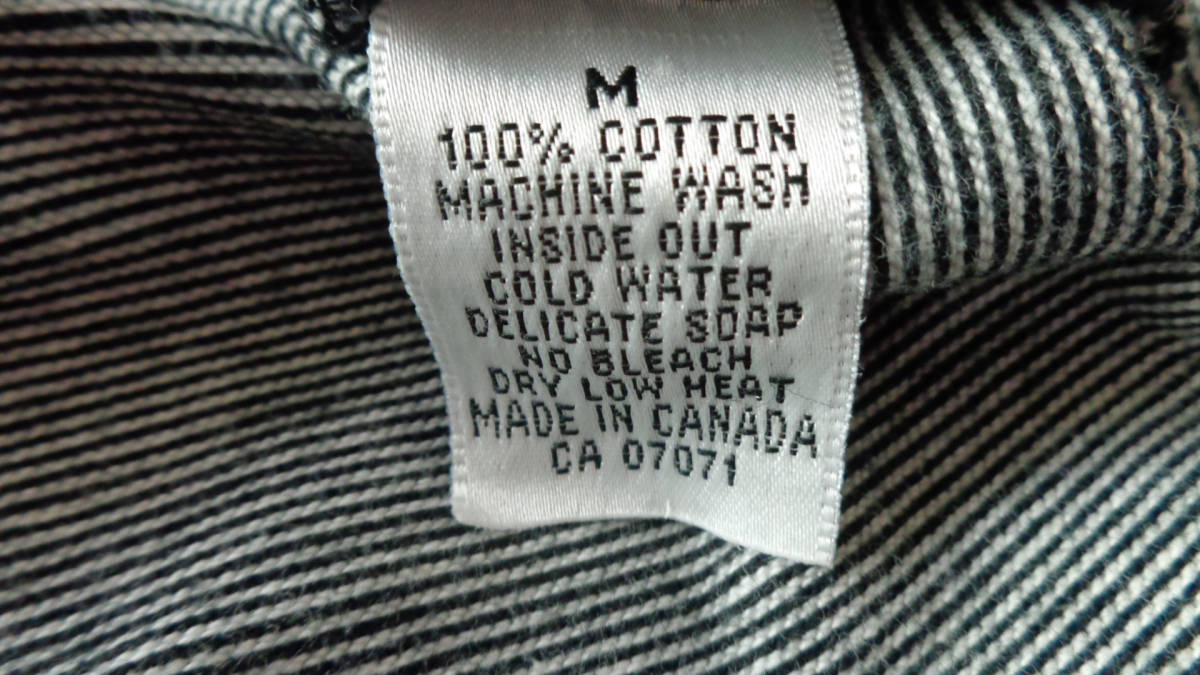 M
100% COTTON
MACHINE WASH
INSIDE OUT
COLD WATER
DELICATE SOAP
NO BLEACH
DRY LOW HEAT
MADE IN CANADA
CA 07071